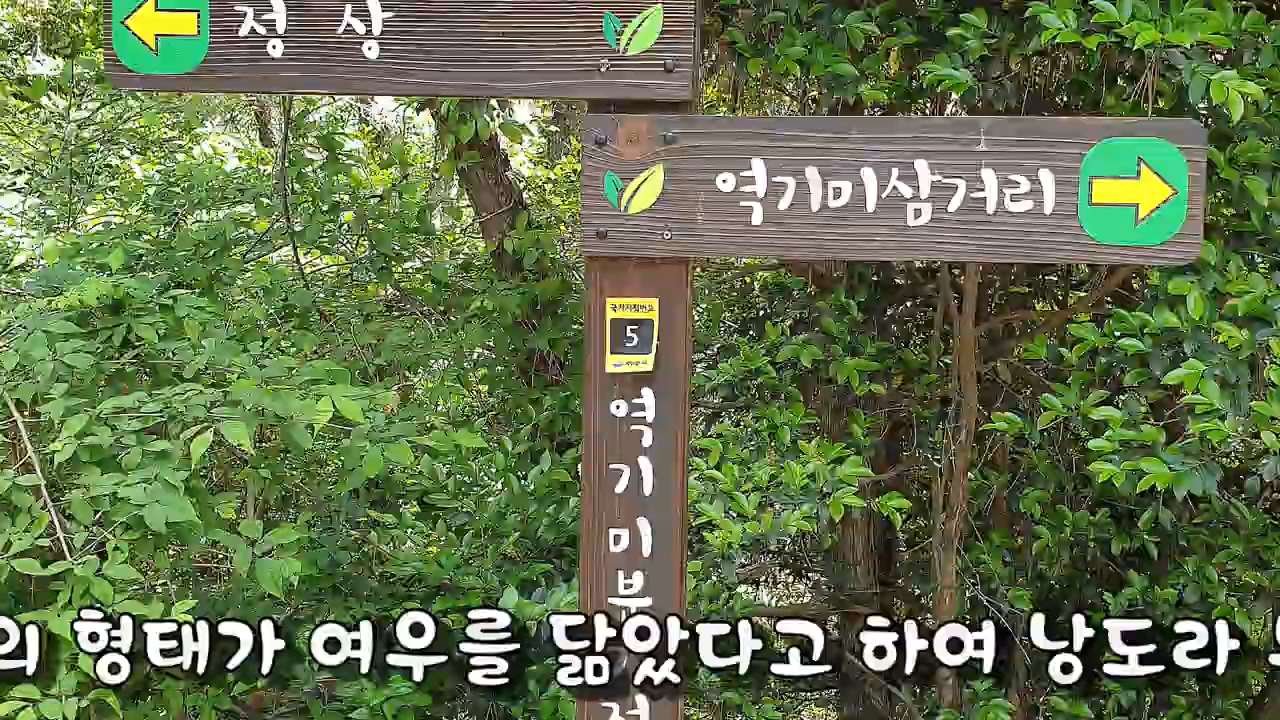 정 상
역기미삼거리
국가지점번호
5
역기미부
의 형태가 여우를 닮았다고 하여 낭도라